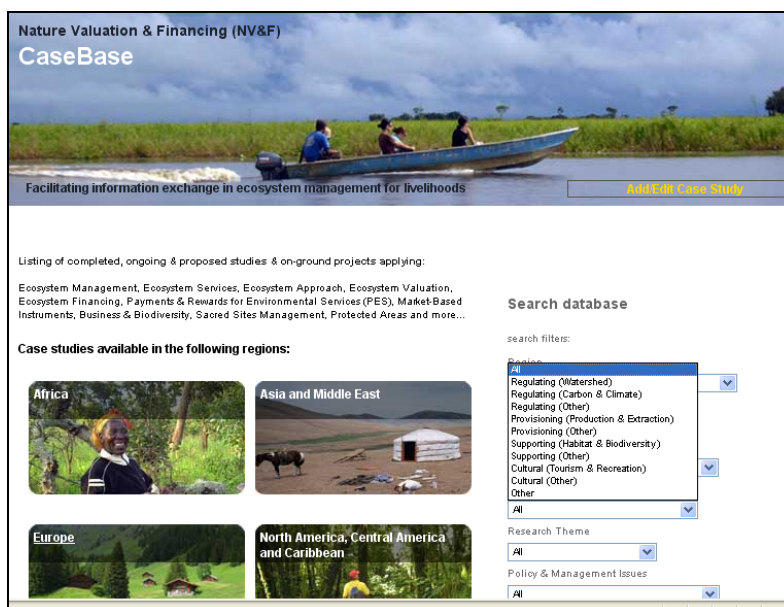 Nature Valuation & Financing (NV&F)
CaseBase
Facilitating information exchange in ecosystem management for livelihoods
Add/Edit Case Study
Listing of completed, ongoing & proposed studies & on-ground projects applying:
Ecosystem Management, Ecosystem Services, Ecosystem Approach, Ecosystem Valuation,
Ecosystem Financing, Payments & Rewards for Environmental Services (PES), Market-Based
Instruments, Business & Biodiversity, Sacred Sites Management, Protected Areas and more...
Case studies available in the following regions:
Africa
Asia and Middle East
Europe
North America, Central America
and Caribbean
Search database
search filters:
Region
All
Regulating (Watershed)
Regulating (Carbon & Climate)
Regulating (Other)
Provisioning (Production & Extraction)
Provisioning (Other)
Supporting (Habitat & Biodiversity)
Supporting (Other)
Cultural (Tourism & Recreation)
Cultural (Other)
Other
All
Research Theme
All
Policy & Management Issues
All